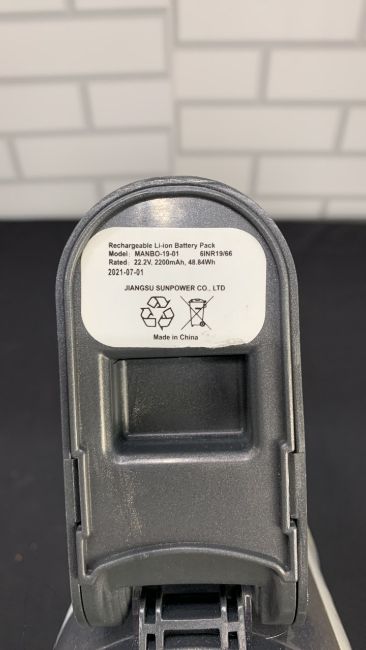 Rechargeable Li-ion Battery Pack
Model: MANBO-19-01 6INR19/66
Rated: 22.2V, 2200mAh, 48.84Wh
2021-07-01
JIANGSU SUNPOWER CO., LTD
Made in China